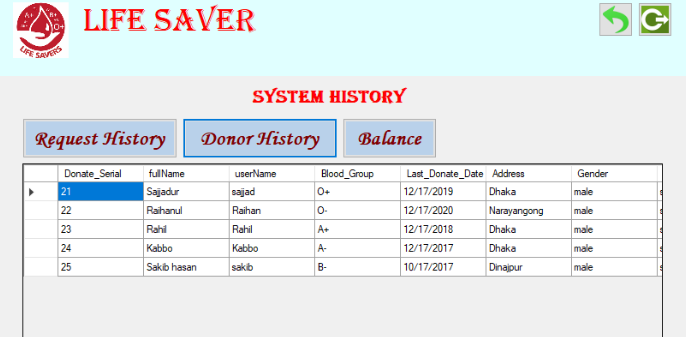 LIFE SAVER
A+ B+ O+
LIFE SAVERS
SYSTEM HISTORY
Request History Donor History Balance
Donate_Serial fullName userName Blood_Group Last_Donate_Date Address Gender
21 Sajjadur sajjad O+ 12/17/2019 Dhaka male s
22 Raihanul Raihan O- 12/17/2020 Narayangong male s
23 Rahil Rahil A+ 12/17/2018 Dhaka male s
24 Kabbo Kabbo A- 12/17/2017 Dhaka male s
25 Sakib hasan sakib B- 10/17/2017 Dinajpur male s